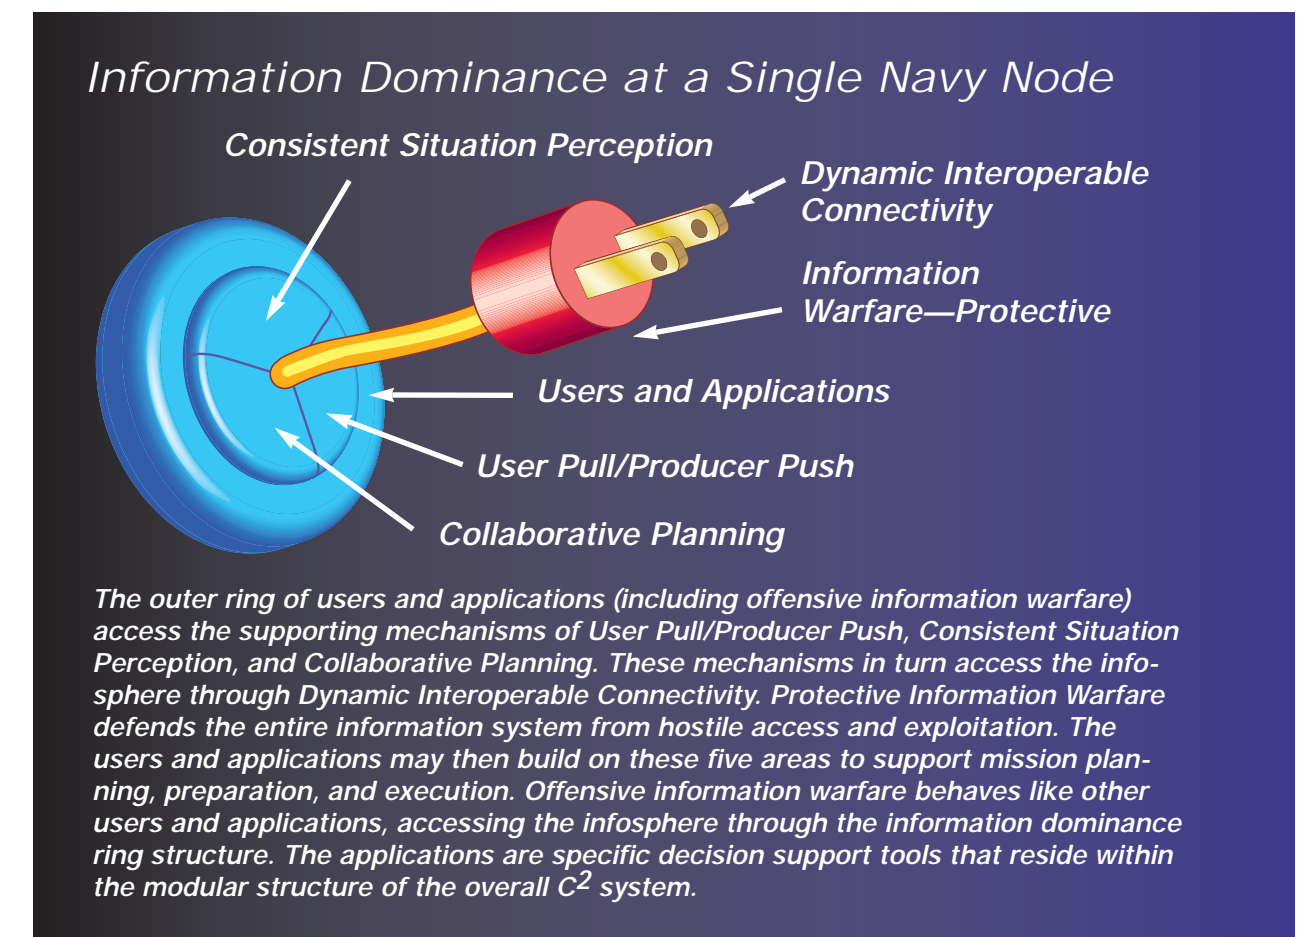 Information Dominance at a Single Navy Node
Consistent Situation Perception
Dynamic Interoperable
Connectivity
Information
Warfare—Protective
Users and Applications
User Pull/Producer Push
Collaborative Planning
The outer ring of users and applications (including offensive information warfare)
access the supporting mechanisms of User Pull/Producer Push, Consistent Situation
Perception, and Collaborative Planning. These mechanisms in turn access the info-
sphere through Dynamic Interoperable Connectivity. Protective Information Warfare
defends the entire information system from hostile access and exploitation. The
users and applications may then build on these five areas to support mission plan-
ning, preparation, and execution. Offensive information warfare behaves like other
users and applications, accessing the infosphere through the information dominance
ring structure. The applications are specific decision support tools that reside within
the modular structure of the overall C² system.